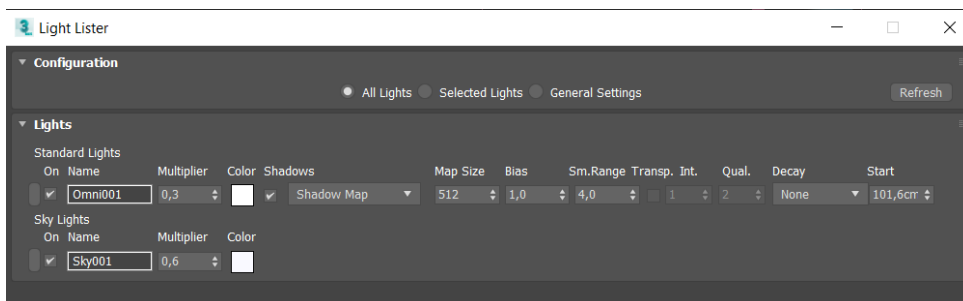 3 Light Lister
Configuration
All Lights Selected Lights General Settings Refresh
Lights
Standard Lights
On Name Multiplier Color Shadows Map Size Bias Sm.Range Transp. Int. Qual. Decay Start
Omni001 0,3 Shadow Map 512 1,0 4,0 1 2 None 101,6cm
Sky Lights
On Name Multiplier Color
Sky001 0,6